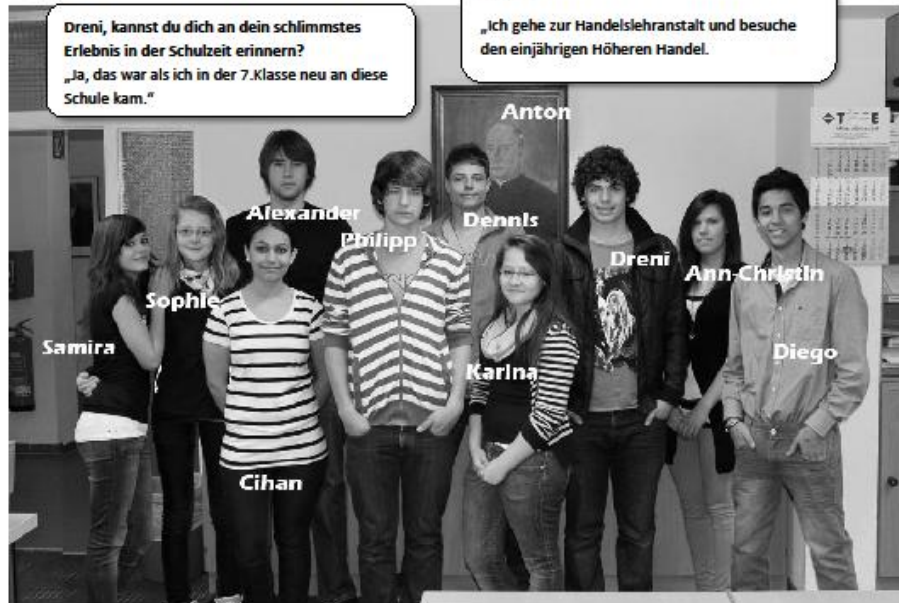 Dreni, kannst du dich an dein schlimmstes
Erlebnis in der Schulzeit erinnern?
„Ja, das war als ich in der 7.Klasse neu an diese
Schule kam.“
„Ich gehe zur Handelslehranstalt und besuche
den einjährigen Höheren Handel.
Anton
Alexander
Dennis
Philipp
Dreni
Ann-Christin
Sophie
Samira
Diego
Karina
Cihan